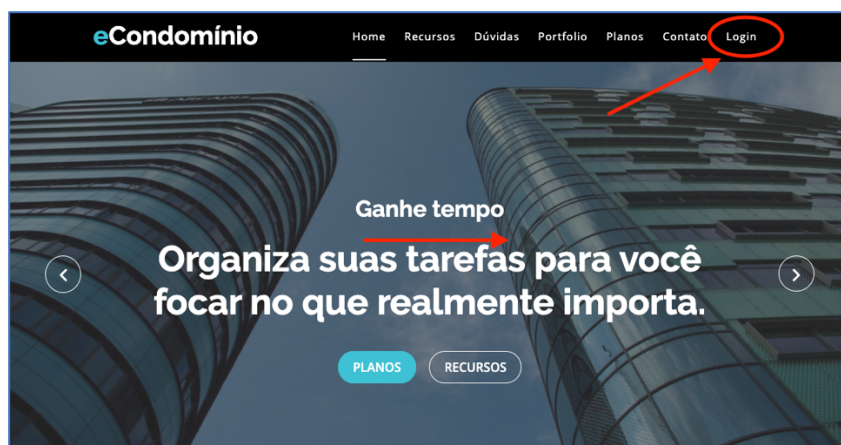 eCondomínio
Home Recursos Dúvidas Portfolio Planos Contato Login
Ganhe tempo
Organiza suas tarefas para você
focar no que realmente importa.
PLANOS RECURSOS